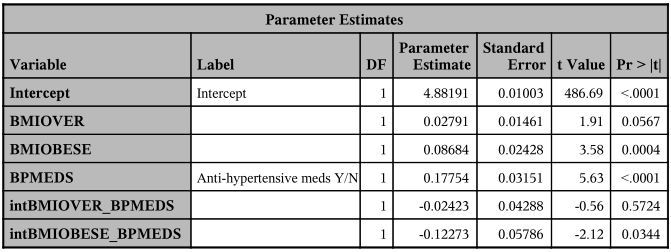 Parameter Estimates
Variable Label DF Parameter Estimate Standard Error t Value Pr > |t|
Intercept Intercept 1 4.88191 0.01003 486.69 <.0001
BMIOVER 1 0.02791 0.01461 1.91 0.0567
BMIOBESE 1 0.08684 0.02428 3.58 0.0004
BPMEDS Anti-hypertensive meds Y/N 1 0.17754 0.03151 5.63 <.0001
intBMIOVER_BPMEDS 1 -0.02423 0.04288 -0.56 0.5724
intBMIOBESE_BPMEDS 1 -0.12273 0.05786 -2.12 0.0344